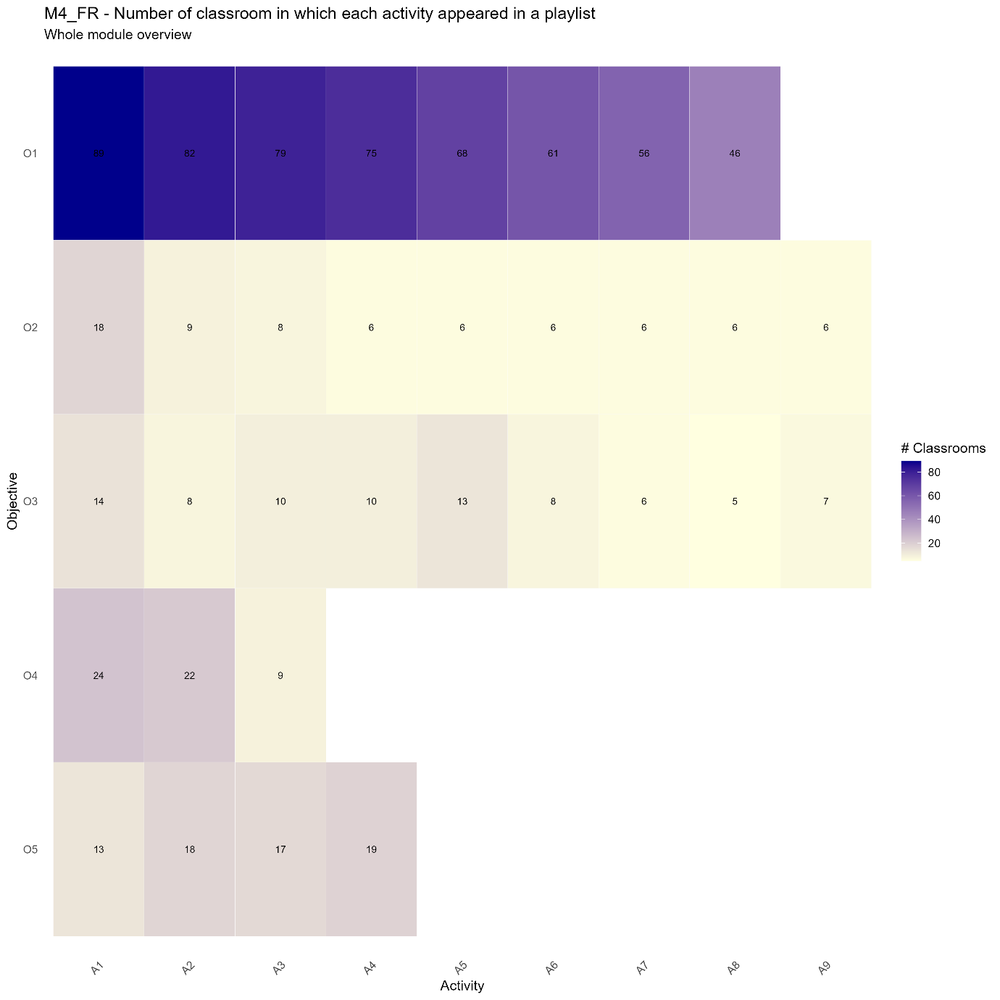 M4_FR - Number of classroom in which each activity appeared in a playlist
Whole module overview
O1 89 82 79 75 68 61 56 46
O2 18 9 8 6 6 6 6 6 6
O3 14 8 10 10 13 8 6 5 7
O4 24 22 9
O5 13 18 17 19
A1 A2 A3 A4 A5 A6 A7 A8 A9
Activity
Objective
# Classrooms
80
60
40
20